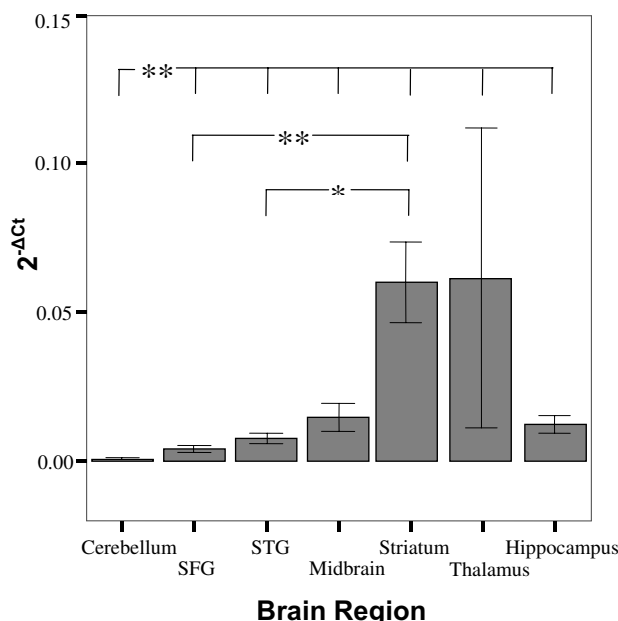 0.15
**
0.10
**
*
2^-ΔCt
0.05
0.00
Cerebellum STG Striatum Hippocampus
SFG Midbrain Thalamus
Brain Region